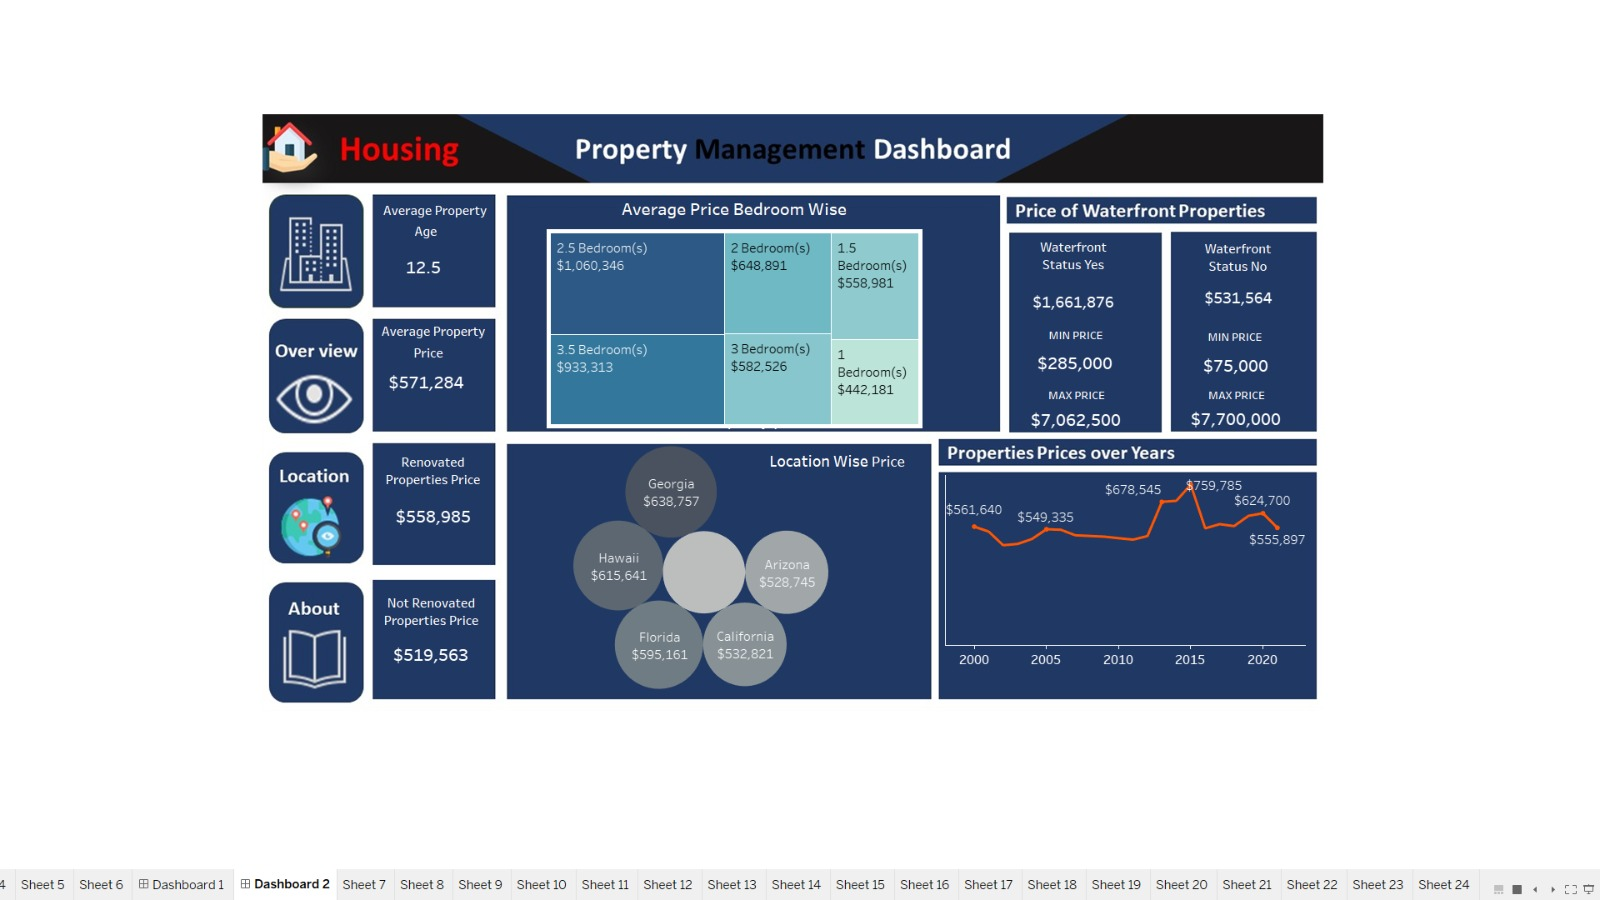 Housing
Property Management Dashboard
Average Property
Age
12.5
Over view
Average Property
Price
$571,284
Location
Renovated
Properties Price
$558,985
About
Not Renovated
Properties Price
$519,563
Average Price Bedroom Wise
2.5 Bedroom(s)
$1,060,346
2 Bedroom(s)
$648,891
1.5
Bedroom(s)
$558,981
3.5 Bedroom(s)
$933,313
3 Bedroom(s)
$582,526
1
Bedroom(s)
$442,181
Price of Waterfront Properties
Waterfront
Status Yes
$1,661,876
MIN PRICE
$285,000
MAX PRICE
$7,062,500
Waterfront
Status No
$531,564
MIN PRICE
$75,000
MAX PRICE
$7,700,000
Location Wise Price
Georgia
$638,757
Hawaii
$615,641
Arizona
$528,745
Florida
$595,161
California
$532,821
Properties Prices over Years
$561,640
$549,335
$678,545
$759,785
$624,700
$555,897
2000 2005 2010 2015 2020
4 Sheet 5 Sheet 6 Dashboard 1 Dashboard 2 Sheet 7 Sheet 8 Sheet 9 Sheet 10 Sheet 11 Sheet 12 Sheet 13 Sheet 14 Sheet 15 Sheet 16 Sheet 17 Sheet 18 Sheet 19 Sheet 20 Sheet 21 Sheet 22 Sheet 23 Sheet 24